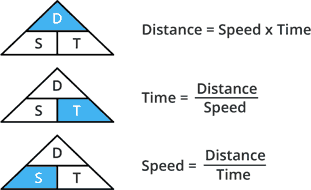 D
S T
Distance = Speed x Time
D
S T
Time = Distance / Speed
D
S T
Speed = Distance / Time